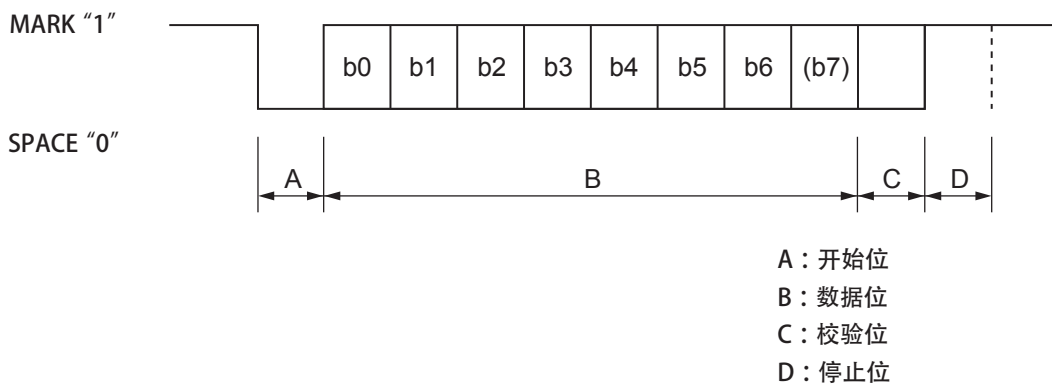 MARK “1”
b0 b1 b2 b3 b4 b5 b6 (b7)
SPACE “0”
A B C D
A：开始位
B：数据位
C：校验位
D：停止位